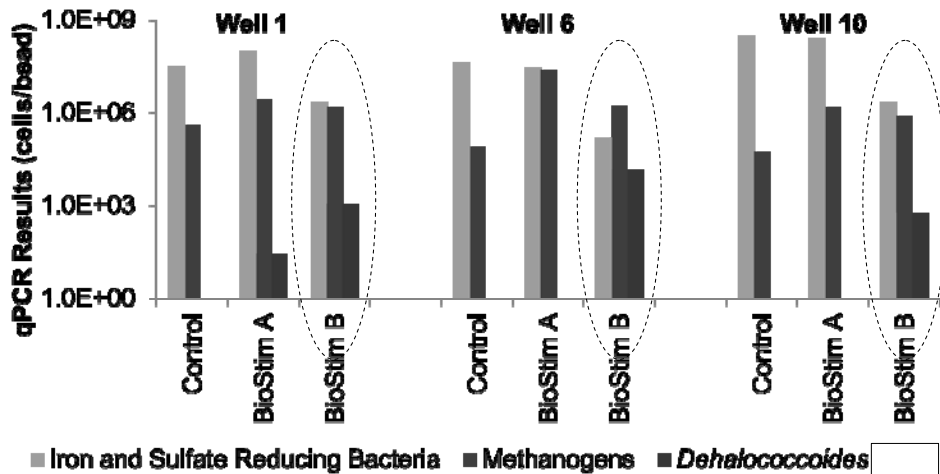 Well 1 Well 6 Well 10
qPCR Results (cells/bead)
1.0E+09
1.0E+06
1.0E+03
1.0E+00
Control BioStim A BioStim B Control BioStim A BioStim B Control BioStim A BioStim B
Iron and Sulfate Reducing Bacteria Methanogens Dehalococcoides